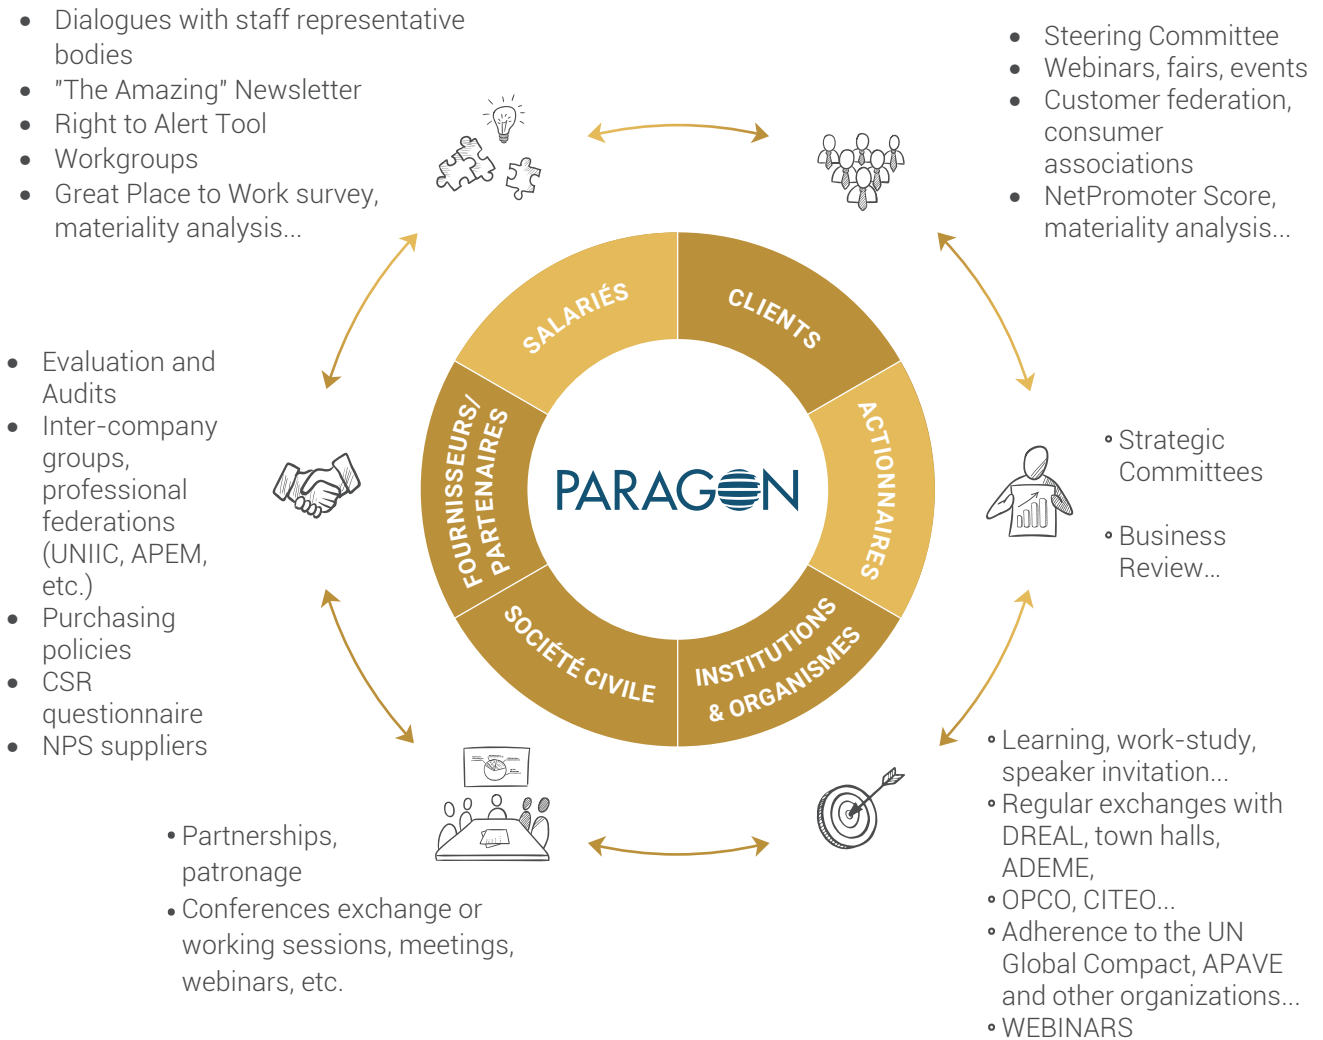 • Dialogues with staff representative
bodies
• "The Amazing" Newsletter
• Right to Alert Tool
• Workgroups
• Great Place to Work survey,
materiality analysis...
• Steering Committee
• Webinars, fairs, events
• Customer federation,
consumer
associations
• NetPromoter Score,
materiality analysis...
SALARIÉS
CLIENTS
ACTIONNAIRES
INSTITUTIONS
& ORGANISMES
SOCIÉTÉ CIVILE
FOURNISSEURS/
PARTENAIRES
PARAGON
• Evaluation and
Audits
• Inter-company
groups,
professional
federations
(UNIIC, APEM,
etc.)
• Purchasing
policies
• CSR
questionnaire
• NPS suppliers
° Strategic
Committees
° Business
Review...
• Partnerships,
patronage
• Conferences exchange or
working sessions, meetings,
webinars, etc.
° Learning, work-study,
speaker invitation...
° Regular exchanges with
DREAL, town halls,
ADEME,
° OPCO, CITEO...
° Adherence to the UN
Global Compact, APAVE
and other organizations...
° WEBINARS